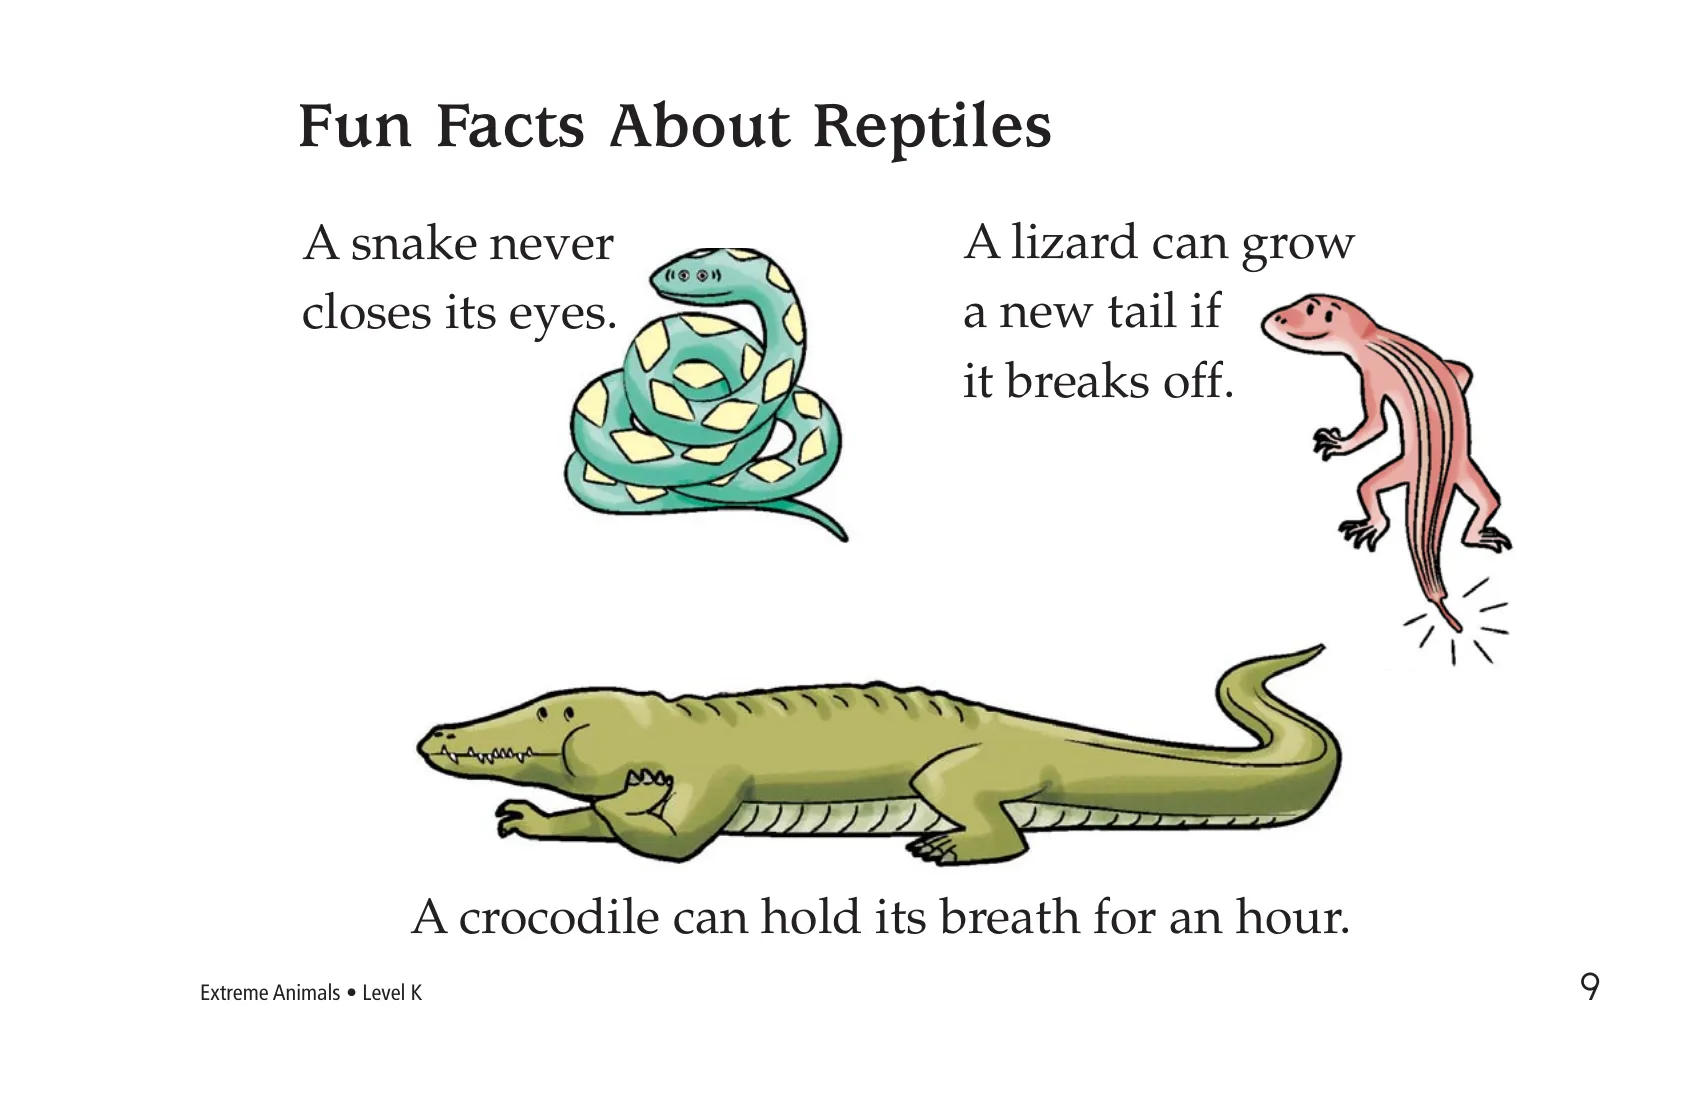 Fun Facts About Reptiles
A snake never
closes its eyes.
A lizard can grow
a new tail if
it breaks off.
A crocodile can hold its breath for an hour.
Extreme Animals • Level K
9